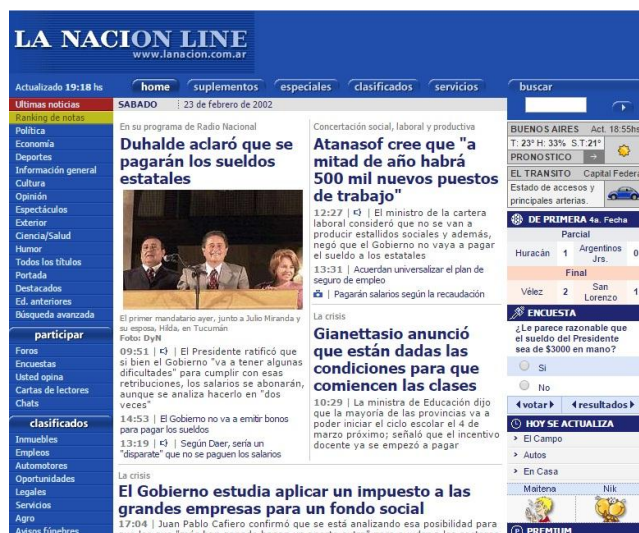 LA NACION LINE
www.lanacion.com.ar
Actualizado 19:18 hs
home
suplementos
especiales
clasificados
servicios
buscar
Ultimas noticias
Ranking de notas
Política
Economía
Deportes
Información general
Cultura
Opinión
Espectáculos
Exterior
Ciencia/Salud
Humor
Todos los títulos
Portada
Destacados
Ed. anteriores
Búsqueda avanzada
participar
Foros
Encuestas
Usted opina
Cartas de lectores
Chats
clasificados
Inmuebles
Empleos
Automotores
Oportunidades
Legales
Servicios
Agro
Avisos fúnebres
SABADO 23 de febrero de 2002
En su programa de Radio Nacional
Duhalde aclaró que se
pagarán los sueldos
estatales
El primer mandatario ayer, junto a Julio Miranda y
su esposa, Hilda, en Tucumán
Foto: DyN
09:51 | El Presidente ratificó que
si bien el Gobierno "va a tener algunas
dificultades" para cumplir con esas
retribuciones, los salarios se abonarán,
aunque se analiza hacerlo en "dos
veces"
14:53 | El Gobierno no va a emitir bonos
para pagar los sueldos
13:19 | Según Daer, sería un
"disparate" que no se paguen los salarios
Concertación social, laboral y productiva
Atanasof cree que "a
mitad de año habrá
500 mil nuevos puestos
de trabajo"
12:27 | El ministro de la cartera
laboral consideró que no se van a
producir estallidos sociales y además,
negó que el Gobierno vaya a pagar
el sueldo a los estatales
13:31 | Acuerdan universalizar el plan de
seguro de empleo
| Pagarán salarios según la recaudación
La crisis
Gianettasio anunció
que están dadas las
condiciones para que
comiencen las clases
10:29 | La ministra de Educación dijo
que la mayoría de las provincias va a
poder iniciar el ciclo escolar el 4 de
marzo próximo; señaló que el incentivo
docente ya se empezó a pagar
La crisis
El Gobierno estudia aplicar un impuesto a las
grandes empresas para un fondo social
17:04 | Juan Pablo Cafiero confirmó que se está analizando esa posibilidad para
BUENOS AIRES Act. 18:55hs
T: 23° H: 33% S.T:21°
PRONOSTICO
EL TRANSITO Capital Federa
Estado de accesos y
principales arterias.
DE PRIMERA 4a. Fecha
Parcial
Huracán 1 Argentinos Jrs. 0
Final
Vélez 2 San Lorenzo 1
ENCUESTA
¿Le parece razonable que
el sueldo del Presidente
sea de $3000 en mano?
Si
No
votar
resultados
HOY SE ACTUALIZA
El Campo
Autos
En Casa
Maitena Nik
PREMIUM